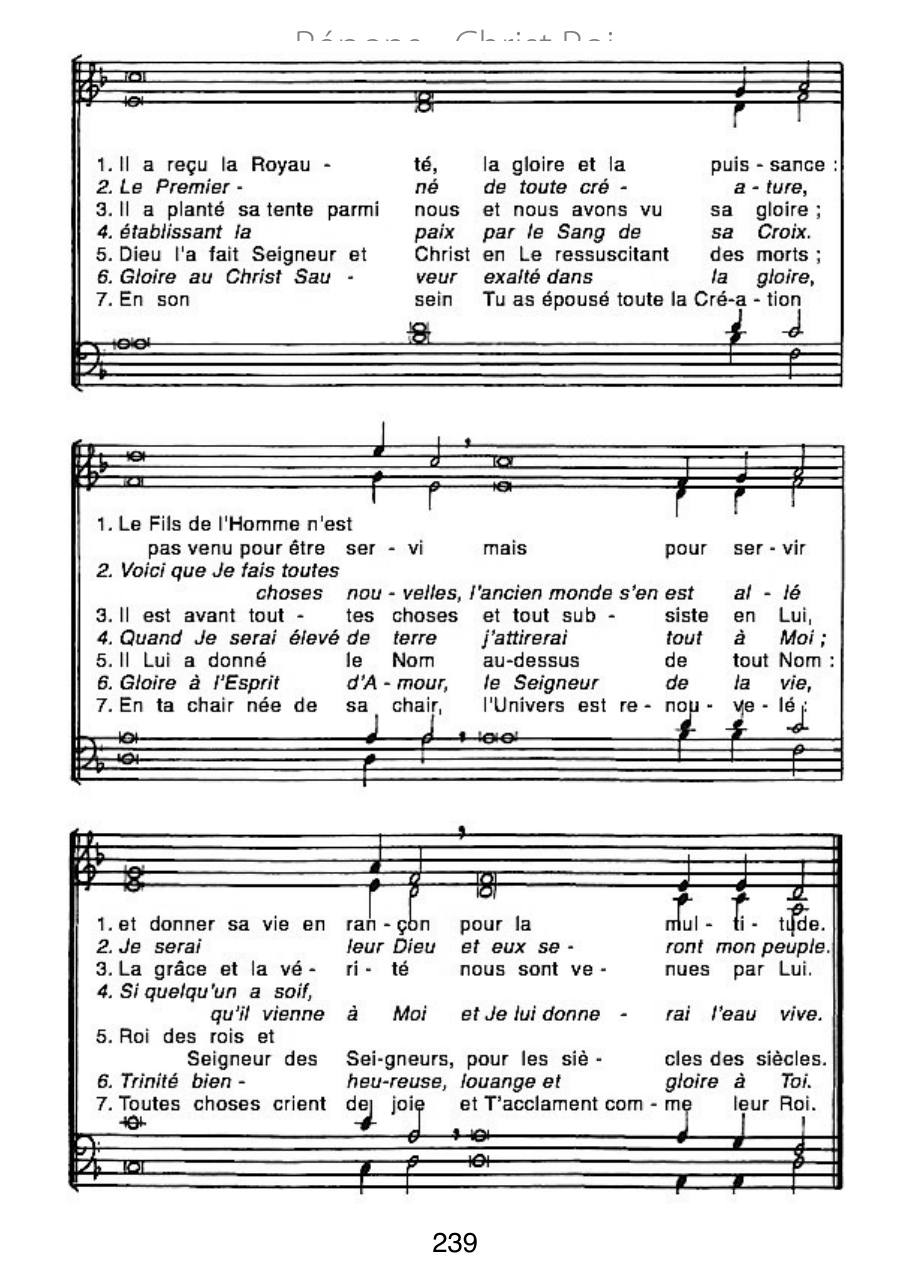 Répons - Christ Roi
1. Il a reçu la Royau - té, la gloire et la puis - sance :
2. Le Premier - né de toute cré - a - ture,
3. Il a planté sa tente parmi nous et nous avons vu sa gloire ;
4. établissant la paix par le Sang de sa Croix.
5. Dieu l'a fait Seigneur et Christ en Le ressuscitant des morts ;
6. Gloire au Christ Sau - veur exalté dans la gloire,
7. En son sein Tu as épousé toute la Cré-a - tion
1. Le Fils de l'Homme n'est
pas venu pour être ser - vi mais pour ser - vir
2. Voici que Je fais toutes
choses nou - velles, l'ancien monde s'en est al - lé
3. Il est avant tout - tes choses et tout sub - siste en Lui,
4. Quand Je serai élevé de terre j'attirerai tout à Moi ;
5. Il Lui a donné le Nom au-dessus de tout Nom :
6. Gloire à l'Esprit d'A - mour, le Seigneur de la vie,
7. En ta chair née de sa chair, l'Univers est re - nou - ve - lé :
1. et donner sa vie en ran - çon pour la mul - ti - tude.
2. Je serai leur Dieu et eux se - ront mon peuple.
3. La grâce et la vé - ri - té nous sont ve - nues par Lui.
4. Si quelqu'un a soif,
qu'il vienne à Moi et Je lui donne - rai l'eau vive.
5. Roi des rois et
Seigneur des Sei-gneurs, pour les siè - cles des siècles.
6. Trinité bien - heu-reuse, louange et gloire à Toi.
7. Toutes choses crient de joie et T'acclament com - me leur Roi.
239